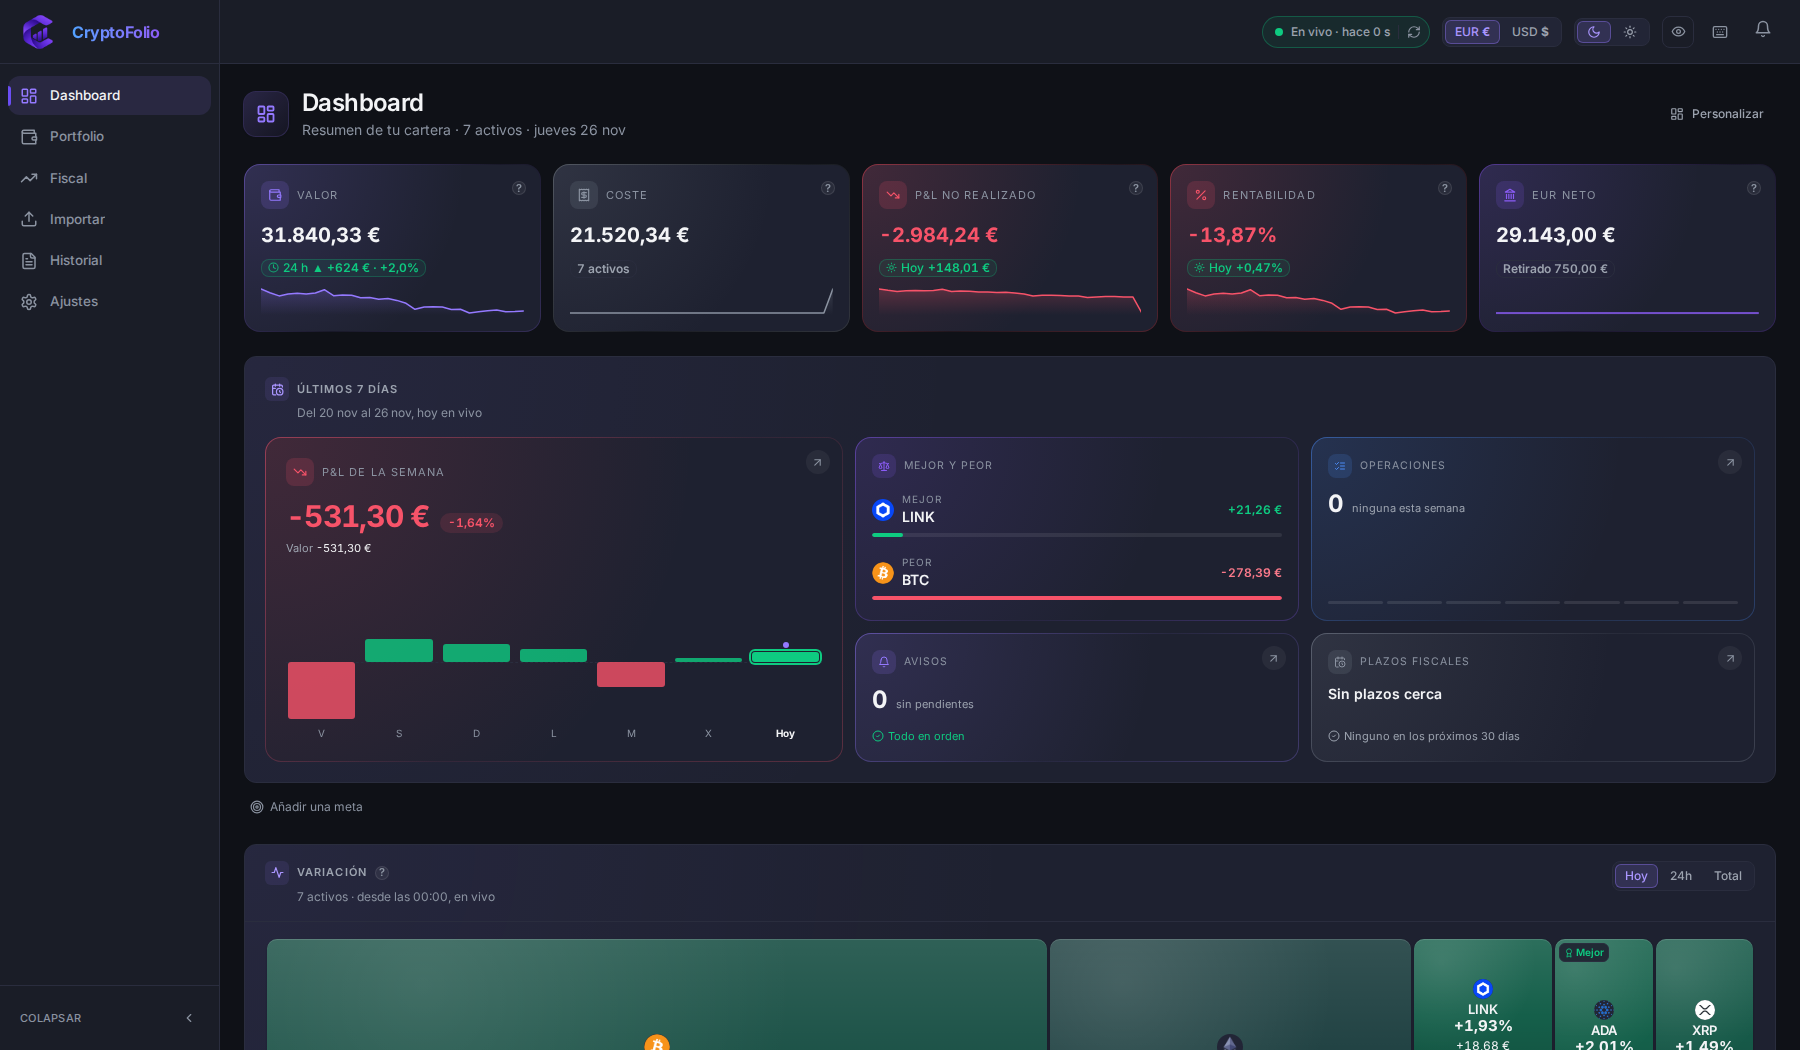 CryptoFolio
En vivo · hace 0 s
EUR €
USD $
Dashboard
Portfolio
Fiscal
Importar
Historial
Ajustes
COLAPSAR
Dashboard
Resumen de tu cartera · 7 activos · jueves 26 nov
Personalizar
VALOR
?
31.840,33 €
24 h ▲ +624 € · +2,0%
COSTE
?
21.520,34 €
7 activos
P&L NO REALIZADO
?
-2.984,24 €
Hoy +148,01 €
RENTABILIDAD
?
-13,87%
Hoy +0,47%
EUR NETO
?
29.143,00 €
Retirado 750,00 €
ÚLTIMOS 7 DÍAS
Del 20 nov al 26 nov, hoy en vivo
P&L DE LA SEMANA
-531,30 €
-1,64%
Valor -531,30 €
V
S
D
L
M
X
Hoy
MEJOR Y PEOR
MEJOR
LINK
+21,26 €
PEOR
BTC
-278,39 €
OPERACIONES
0 ninguna esta semana
AVISOS
0 sin pendientes
Todo en orden
PLAZOS FISCALES
Sin plazos cerca
Ninguno en los próximos 30 días
Añadir una meta
VARIACIÓN ?
7 activos · desde las 00:00, en vivo
Hoy
24h
Total
LINK
+1,93%
+18,68 €
Mejor
ADA
+2,01%
XRP
+1,49%